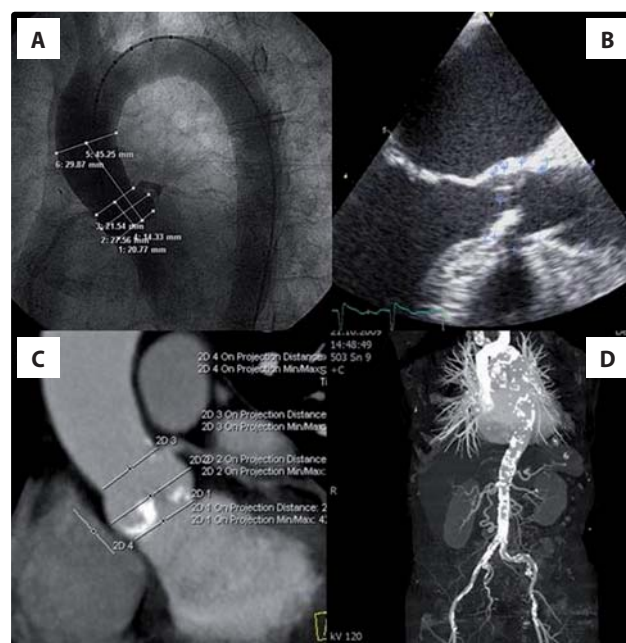 A
5: 45.25 mm
6: 29.87 mm
3: 21.54 mm
4: 14.33 mm
2: 27.56 mm
1: 20.77 mm
B
C
2D 4 On Projection Distance:
2D 4 On Projection Min/Max:
2D 3 On Projection Distance
2D 3 On Projection Min/Max:
2D 3
2D 2 On Projection Distance
2D 2 On Projection Min/Max:
2D 1
2D 1 On Projection Distance: 2
2D 1 On Projection Min/Max: 4
2D 4
D
14:48:49
503 Sn 9
+C
R
kV 120